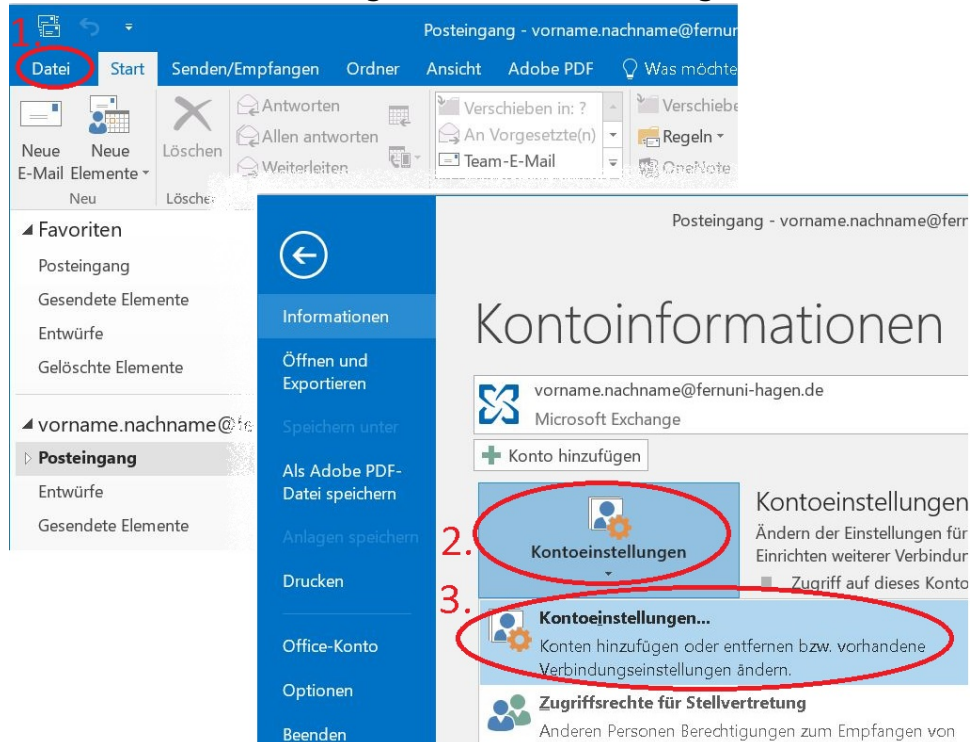 1.
Posteingang - vorname.nachname@fernun
Datei Start Senden/Empfangen Ordner Ansicht Adobe PDF Was möchte
Neue E-Mail
Neue Elemente
Löschen
Antworten
Allen antworten
Weiterleiten
Verschieben in: ?
An Vorgesetzte(n)
Team-E-Mail
Verschiebe
Regeln
OneNote
Neu
Lösche
Favoriten
Posteingang
Gesendete Elemente
Entwürfe
Gelöschte Elemente
vorname.nachname@fe
Posteingang
Entwürfe
Gesendete Elemente
Posteingang - vorname.nachname@fern
Informationen
Öffnen und
Exportieren
Speichern unter
Als Adobe PDF-
Datei speichern
Anlagen speichern
Drucken
Office-Konto
Optionen
Beenden
Kontoinformationen
vorname.nachname@fernuni-hagen.de
Microsoft Exchange
Konto hinzufügen
2.
Kontoeinstellungen
Kontoeinstellungen
Ändern der Einstellungen für
Einrichten weiterer Verbindun
Zugriff auf dieses Konto
3.
Kontoeinstellungen...
Konten hinzufügen oder entfernen bzw. vorhandene
Verbindungseinstellungen ändern.
Zugriffsrechte für Stellvertretung
Anderen Personen Berechtigungen zum Empfangen von